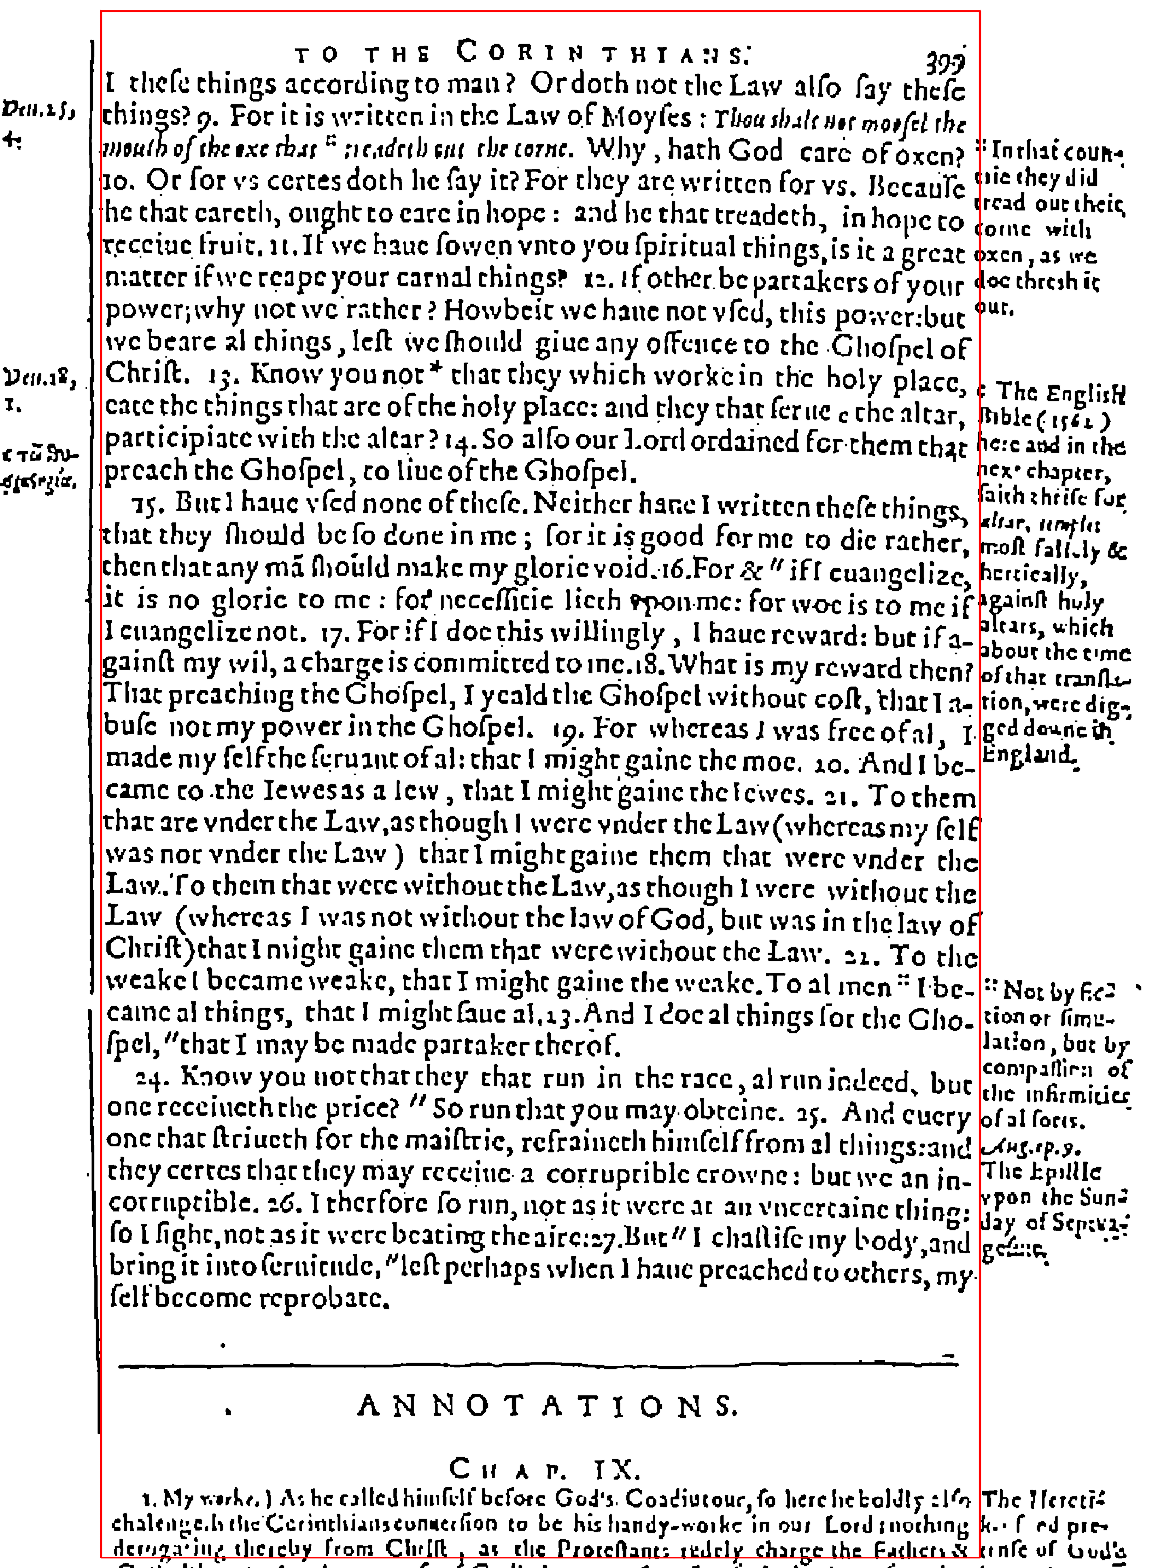 TO THE CORINTHIANS. 399
I theſe things according to man? Or doth not the Law alſo ſay theſe
things? 9. For it is written in the Law of Moyſes: Thou shalt not moosel the
mouth of the oxe that :: treadeth out the corne. Why, hath God care of oxen?
10. Or for vs certes doth he ſay it? For they are written for vs. Becauſe
he that eareth, ought to eare in hope: and he that treadeth, in hope to
receiue fruit. 11. If we haue ſowen vnto you ſpiritual things, is it a great
matter if we reape your carnal things? 12. If other be partakers of your
power; why not we rather? Howbeit we haue not vſed, this power: but
we beare al things, leſt we ſhould giue any offence to the Ghoſpel of
Chriſt. 13. Know you not * that they which worke in the holy place,
eate the things that are of the holy place: and they that ſerue c the altar,
participiate with the altar? 14. So alſo our Lord ordained for them that
preach the Ghoſpel, to liue of the Ghoſpel.
15. But I haue vſed none of theſe. Neither haue I written theſe things,
that they ſhould be ſo done in me; for it is good for me to die rather,
then that any mã ſhould make my glorie void. 16. For & " if I euangelize,
it is no glorie to me: for neceſſitie lieth vpon me: for woe is to me if
I euangelize not. 17. For if I doe this willingly, I haue reward: but if a-
gainſt my wil, a charge is committed to me. 18. What is my reward then?
That preaching the Ghoſpel, I yeald the Ghoſpel without coſt, that I a-
buſe not my power in the Ghoſpel. 19. For whereas I was free of al, I
made my ſelf the ſeruant of al: that I might gaine the moe. 20. And I be-
came to the Iewes as a Iew, that I might gaine the Iewes. 21. To them
that are vnder the Law, as though I were vnder the Law (whereas my ſelf
was not vnder the Law) that I might gaine them that were vnder the
Law. To them that were without the Law, as though I were without the
Law (whereas I was not without the law of God, but was in the law of
Chriſt) that I might gaine them that were without the Law. 22. To the
weake I became weake, that I might gaine the weake. To al men :: I be-
came al things, that I might ſaue al. 23. And I doe al things for the Gho-
ſpel, " that I may be made partaker therof.
24. Know you not that they that run in the race, al run indeed, but
one receiueth the price? " So run that you may obteine. 25. And euery
one that ſtriueth for the maiſtrie, refraineth himſelf from al things: and
they certes that they may receiue a corruptible crowne: but we an in-
corruptible. 26. I therfore ſo run, not as it were at an vncertaine thing:
ſo I fight, not as it were beating the aire: 27. But " I chaſtiſe my body, and
bring it into ſeruitude, " leſt perhaps when I haue preached to others, my
ſelf become reprobate.
ANNOTATIONS.
CHAP. IX.
1. My worke.) As he called himſelf before God's Coadiutour, ſo here he boldly alſo
chalengeth the Corinthians conuerſion to be his handy-worke in our Lord: nothing
derogating thereby from Chriſt, as the Proteſtants rudely charge the Fathers &
Deu. 25,
4.
Deu. 18,
1.
:: In that coun-
trie they did
tread out their
corne with
oxen, as we
doe thresh it
out.
c The English
Bible (1562)
here and in the
next chapter,
ſaith thriſe for
altar, temple
moſt falſely &
heretically,
againſt holy
altars, which
about the time
of that tranſla-
tion, were dig-
ged downe in
England.
:: Not by fic-
tion or ſimu-
lation, but by
compaſſion of
the infirmities
of al ſorts.
Aug. ep. 9.
The Epiſtle
vpon the Sun-
day of Septua-
geſme.
The Hereti-